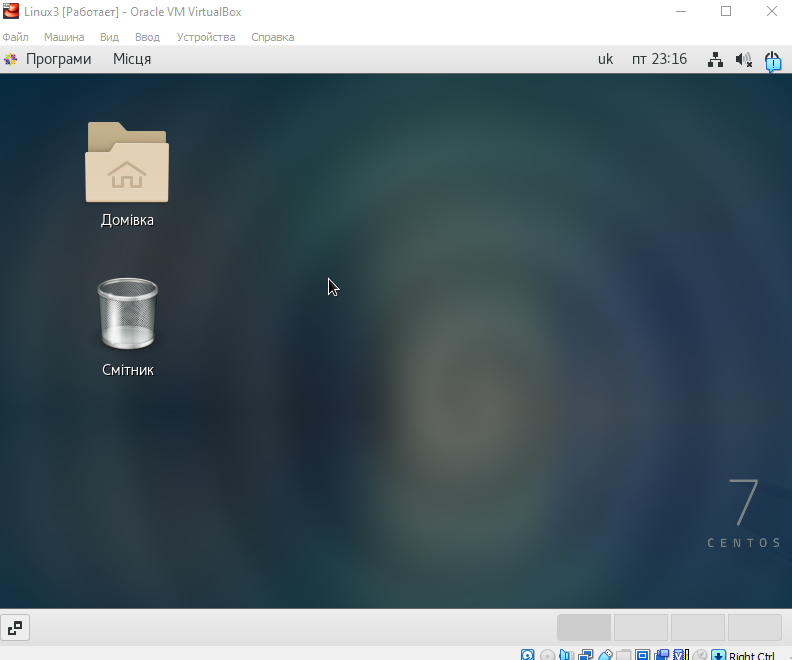 Linux3 [Работает] - Oracle VM VirtualBox
Файл Машина Вид Ввод Устройства Справка
Програми Місця uk пт 23:16
Домівка
Смітник
7
CENTOS
Right Ctrl